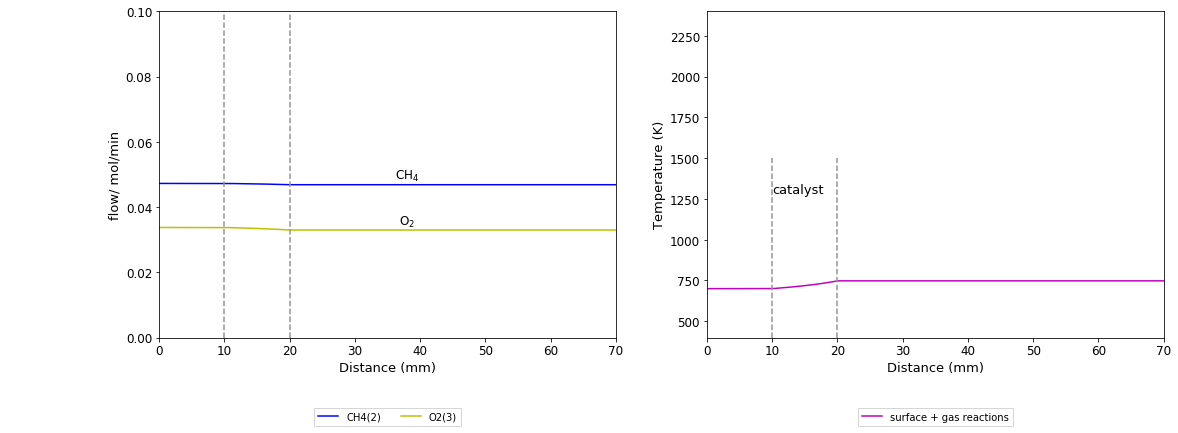 0.10
0.08
0.06
0.04
0.02
0.00
flow/ mol/min
CH4
O2
0 10 20 30 40 50 60 70
Distance (mm)
CH4(2) O2(3)
2250
2000
1750
1500
1250
1000
750
500
Temperature (K)
catalyst
0 10 20 30 40 50 60 70
Distance (mm)
surface + gas reactions